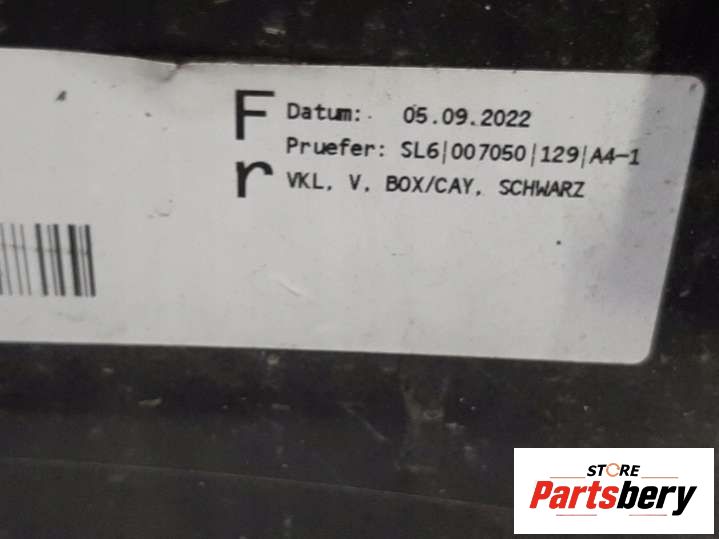 F
r
Datum: 05.09.2022
Pruefer: SL6|007050|129|A4-1
VKL, V, BOX/CAY, SCHWARZ
STORE
Partsbery